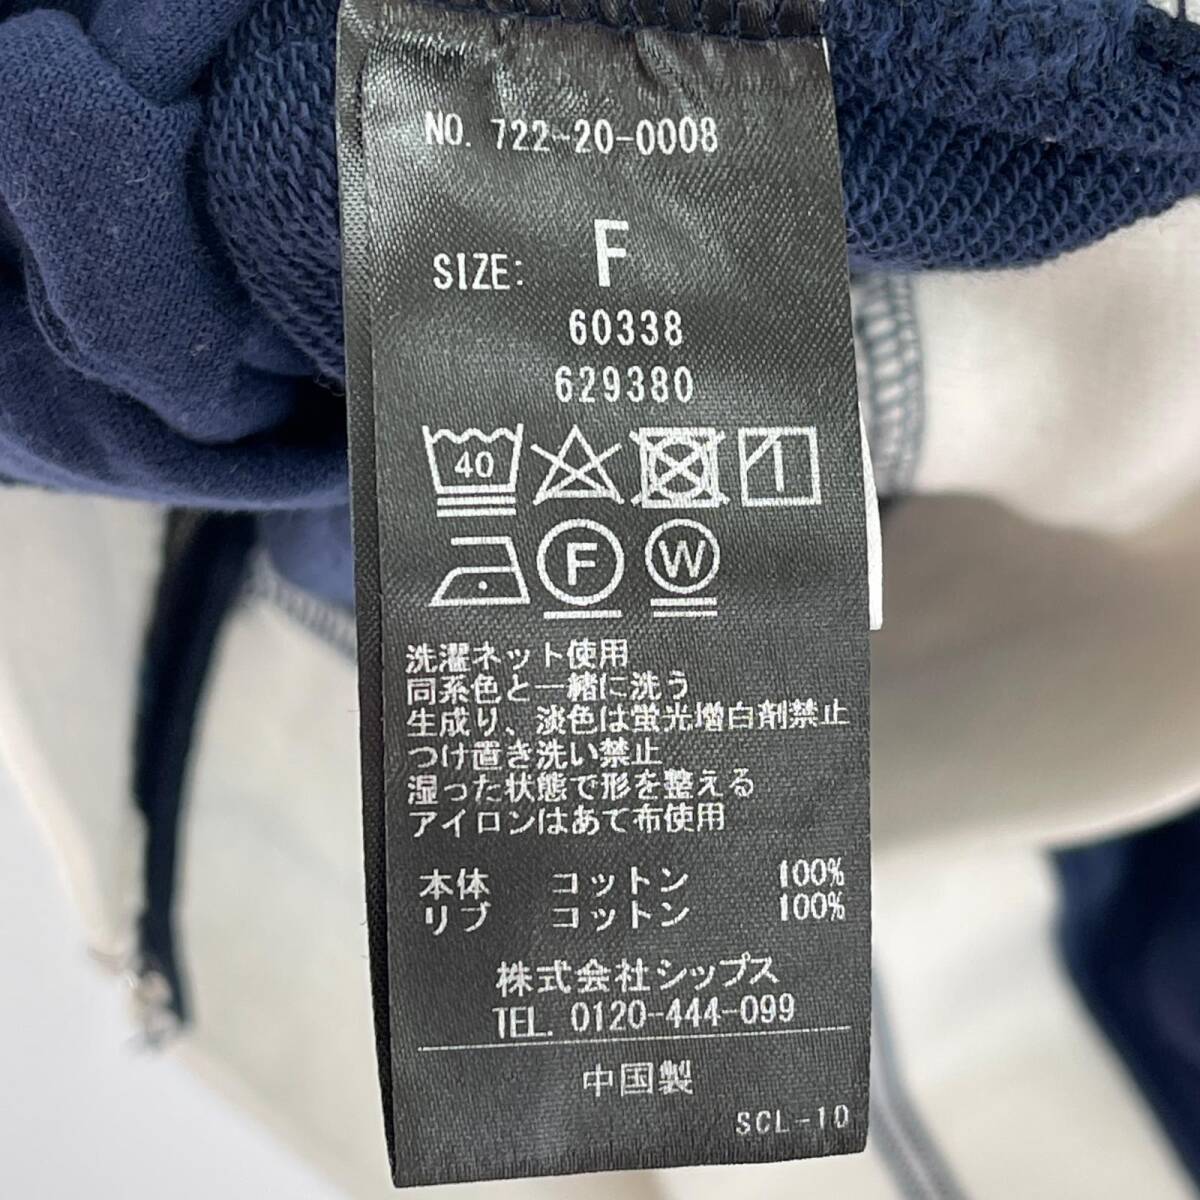 NO. 722-20-0008
SIZE: F
60338
629380
40
F W
洗濯ネット使用
同系色と一緒に洗う
生成り、淡色は蛍光増白剤禁止
つけ置き洗い禁止
湿った状態で形を整える
アイロンはあて布使用
本体 コットン 100%
リブ コットン 100%
株式会社シップス
TEL. 0120-444-099
中国製
SCL-10